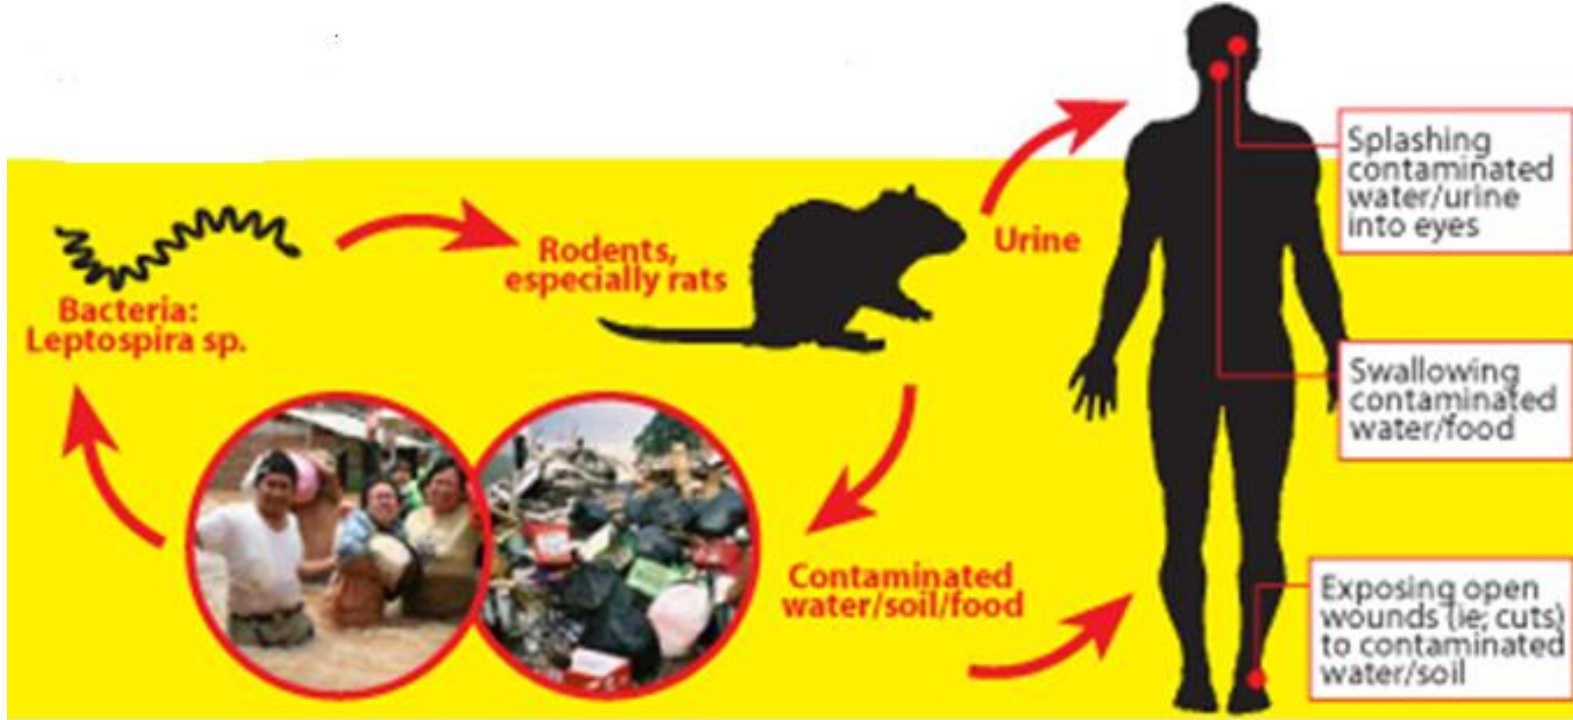 Bacteria:
Leptospira sp.
Rodents,
especially rats
Urine
Contaminated
water/soil/food
Splashing
contaminated
water/urine
into eyes
Swallowing
contaminated
water/food
Exposing open
wounds (ie; cuts)
to contaminated
water/soil